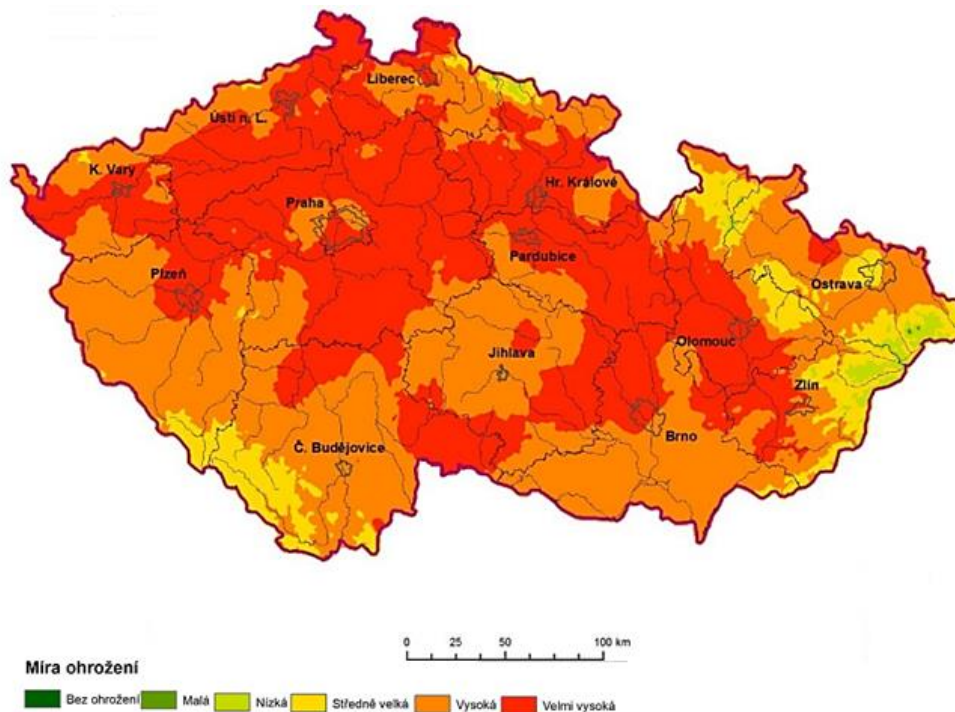 Liberec
Ústí n. L.
K. Vary
Hr. Králové
Praha
Pardubice
Plzeň
Ostrava
Olomouc
Jihlava
Zlín
Brno
Č. Budějovice
0 25 50 100 km
Míra ohrožení
Bez ohrožení Malá Nízká Středně velká Vysoká Velmi vysoká